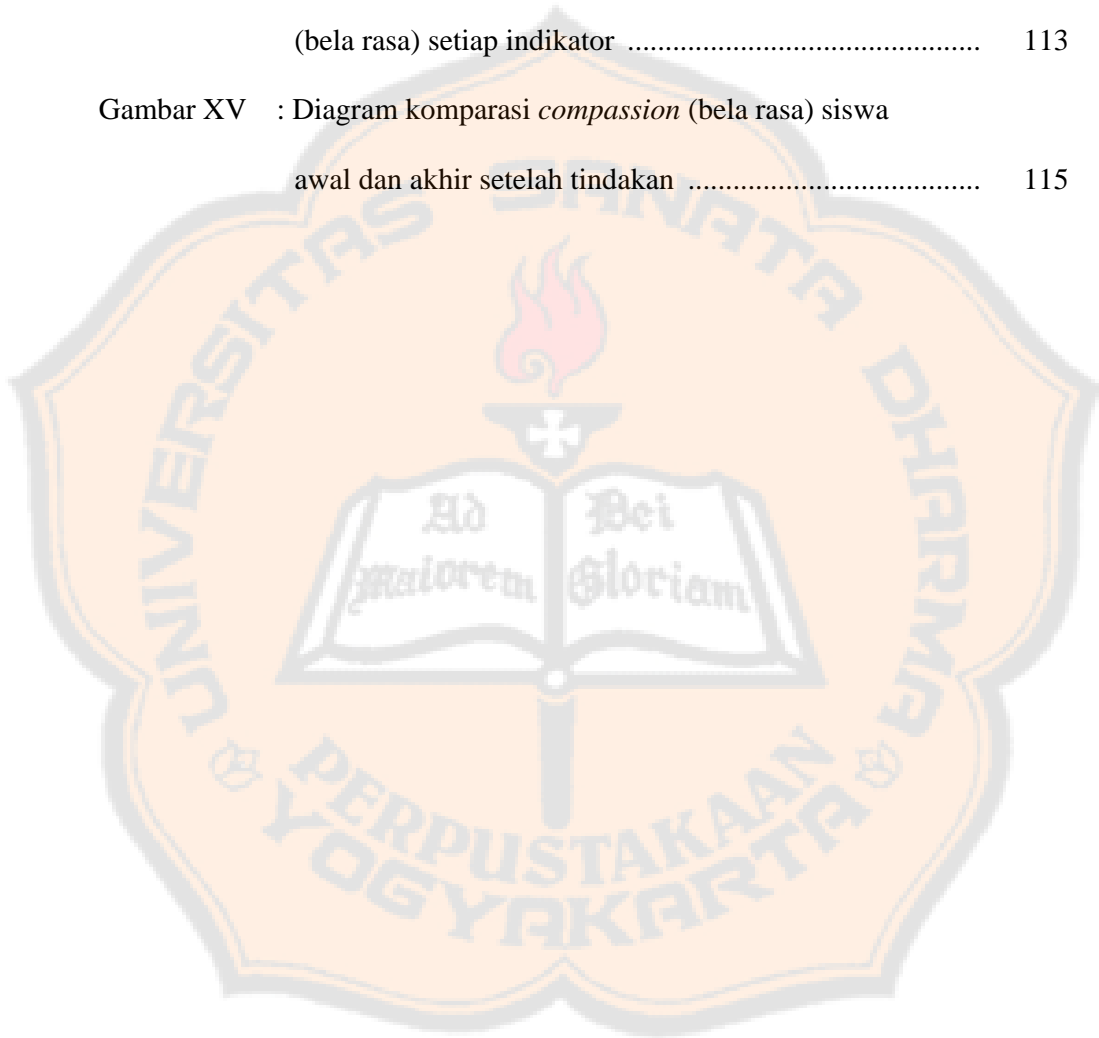 (bela rasa) setiap indikator ............................................... 113
Gambar XV : Diagram komparasi compassion (bela rasa) siswa
awal dan akhir setelah tindakan ....................................... 115
UNIVERSITAS SANATA DHARMA
Ad Dei
Maiorem Gloriam
PERPUSTAKAAN
YOGYAKARTA